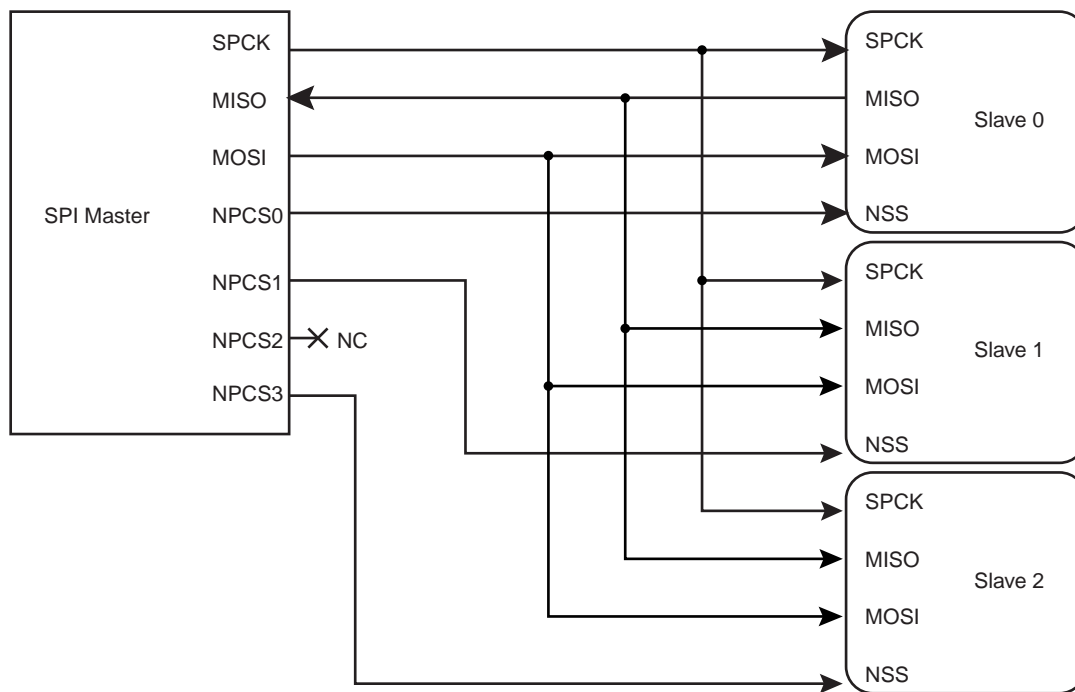 SPI Master
SPCK
MISO
MOSI
NPCS0
NPCS1
NPCS2
NC
NPCS3
SPCK
MISO
Slave 0
MOSI
NSS
SPCK
MISO
Slave 1
MOSI
NSS
SPCK
MISO
Slave 2
MOSI
NSS